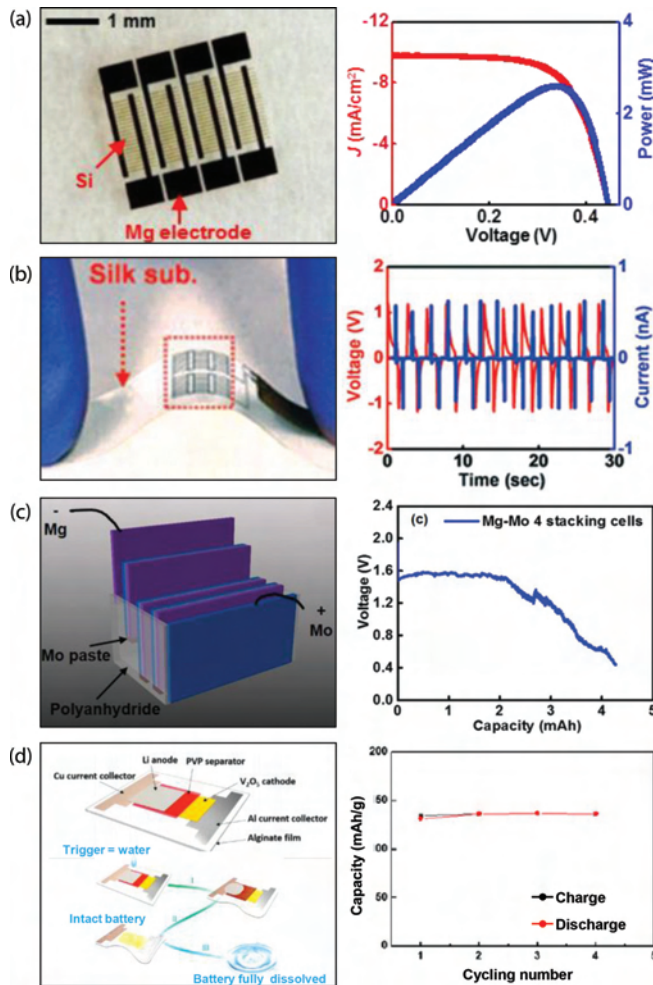 (a)
1 mm
Si
Mg electrode
-12
-8
-4
0
J (mA/cm²)
4
2
0
Power (mW)
0.0
0.2
0.4
Voltage (V)
(b)
Silk sub.
2
1
0
-1
-2
Voltage (V)
1
0
-1
Current (nA)
0
10
20
30
Time (sec)
(c)
-
Mg
+
Mo
Mo paste
Polyanhydride
(c)
Mg-Mo 4 stacking cells
2.4
2.0
1.6
1.2
0.8
0.4
0.0
Voltage (V)
0
1
2
3
4
5
Capacity (mAh)
(d)
Li anode
PVP separator
Cu current collector
V₂O₅ cathode
Al current collector
Alginate film
Trigger = water
Intact battery
Battery fully dissolved
200
50
00
50
0
Capacity (mAh/g)
Charge
Discharge
1
2
3
4
5
Cycling number